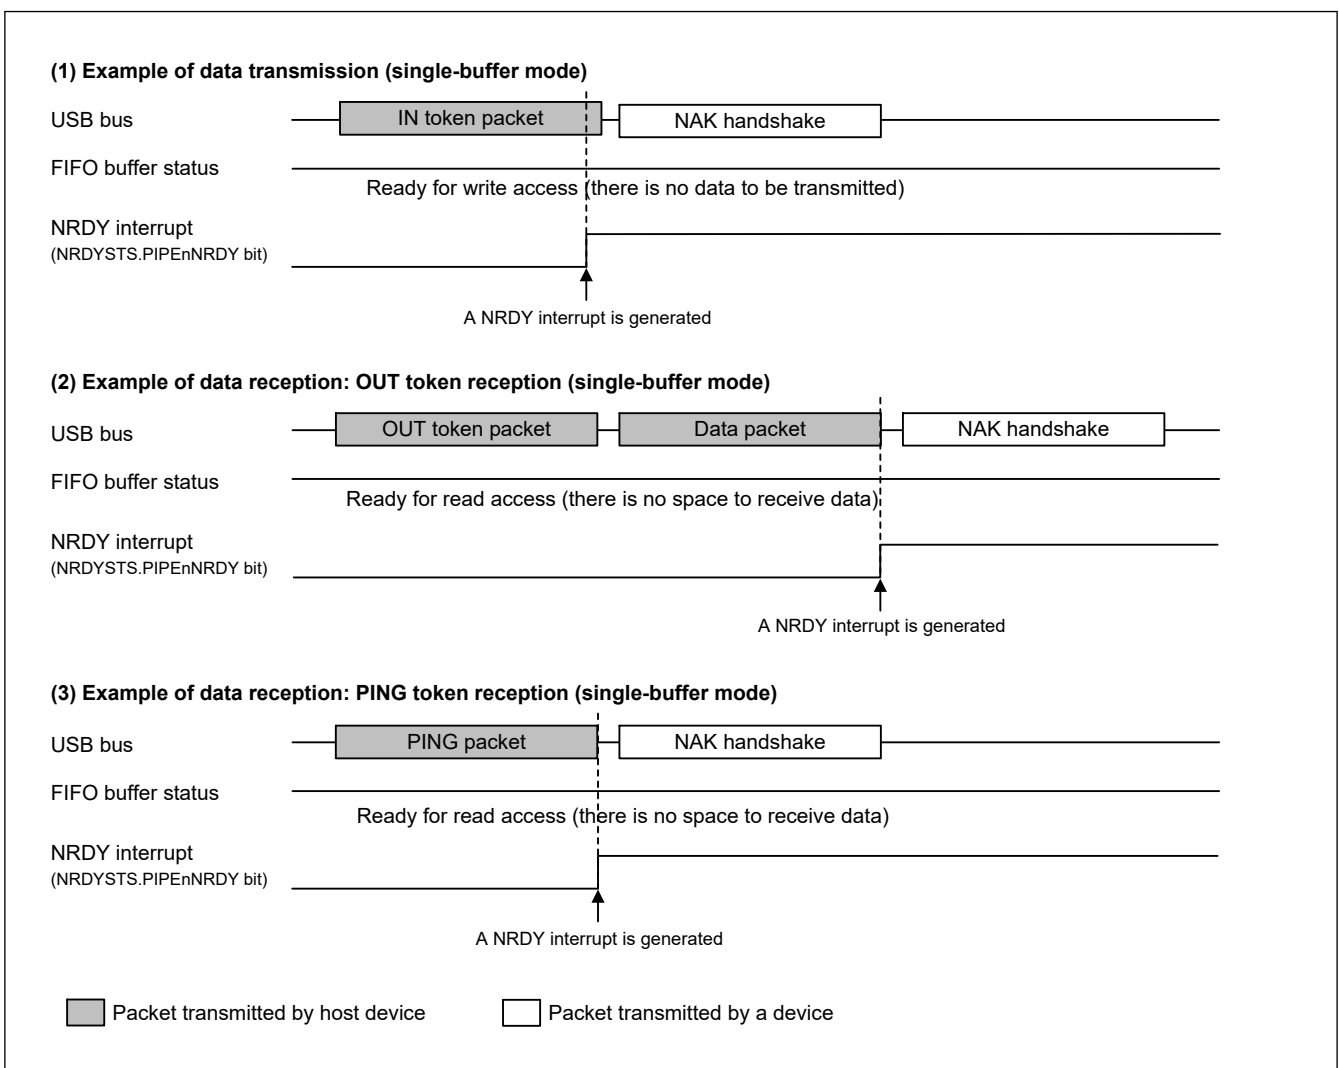 (1) Example of data transmission (single-buffer mode)
USB bus
IN token packet
NAK handshake
FIFO buffer status
Ready for write access (there is no data to be transmitted)
NRDY interrupt
(NRDYSTS.PIPEnNRDY bit)
A NRDY interrupt is generated
(2) Example of data reception: OUT token reception (single-buffer mode)
USB bus
OUT token packet
Data packet
NAK handshake
FIFO buffer status
Ready for read access (there is no space to receive data)
NRDY interrupt
(NRDYSTS.PIPEnNRDY bit)
A NRDY interrupt is generated
(3) Example of data reception: PING token reception (single-buffer mode)
USB bus
PING packet
NAK handshake
FIFO buffer status
Ready for read access (there is no space to receive data)
NRDY interrupt
(NRDYSTS.PIPEnNRDY bit)
A NRDY interrupt is generated
Packet transmitted by host device
Packet transmitted by a device